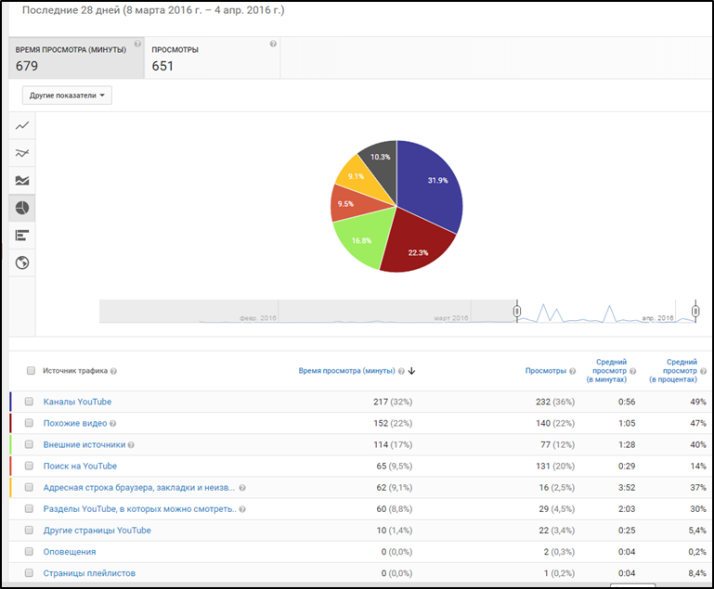 Последние 28 дней (8 марта 2016 г. – 4 апр. 2016 г.)
ВРЕМЯ ПРОСМОТРА (МИНУТЫ) ПРОСМОТРЫ
679 651
Другие показатели
10.3%
31.9%
9.1%
9.5%
16.8%
22.3%
февр. 2016 март 2016 апр. 2016
Источник трафика Время просмотра (минуты) Просмотры Средний просмотр (в минутах) Средний просмотр (в процентах)
Каналы YouTube 217 (32%) 232 (36%) 0:56 49%
Похожие видео 152 (22%) 140 (22%) 1:05 47%
Внешние источники 114 (17%) 77 (12%) 1:28 40%
Поиск на YouTube 65 (9,5%) 131 (20%) 0:29 14%
Адресная строка браузера, закладки и неизв... 62 (9,1%) 16 (2,5%) 3:52 37%
Разделы YouTube, в которых можно смотреть.. 60 (8,8%) 29 (4,5%) 2:03 30%
Другие страницы YouTube 10 (1,4%) 22 (3,4%) 0:25 5,4%
Оповещения 0 (0,0%) 2 (0,3%) 0:04 0,2%
Страницы плейлистов 0 (0,0%) 1 (0,2%) 0:04 8,4%